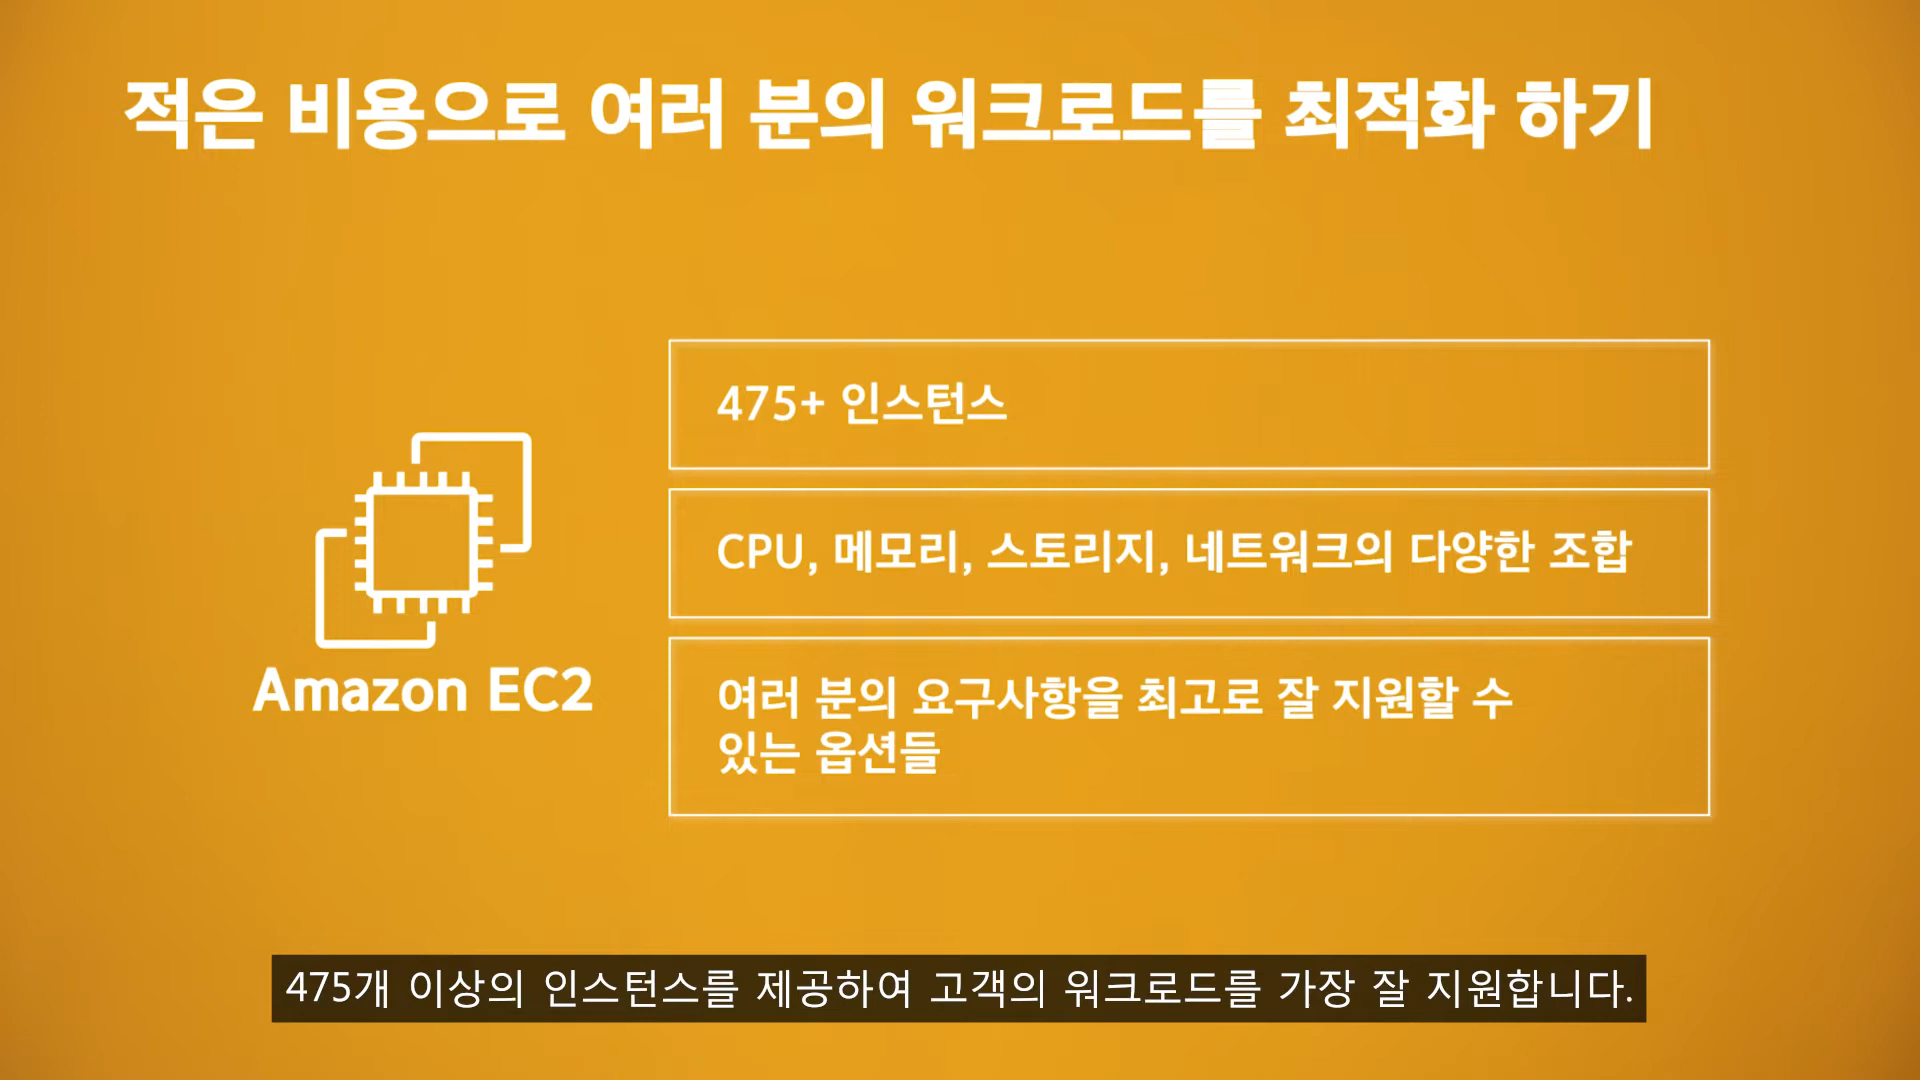 적은 비용으로 여러 분의 워크로드를 최적화 하기
475+ 인스턴스
CPU, 메모리, 스토리지, 네트워크의 다양한 조합
Amazon EC2
여러 분의 요구사항을 최고로 잘 지원할 수
있는 옵션들
475개 이상의 인스턴스를 제공하여 고객의 워크로드를 가장 잘 지원합니다.